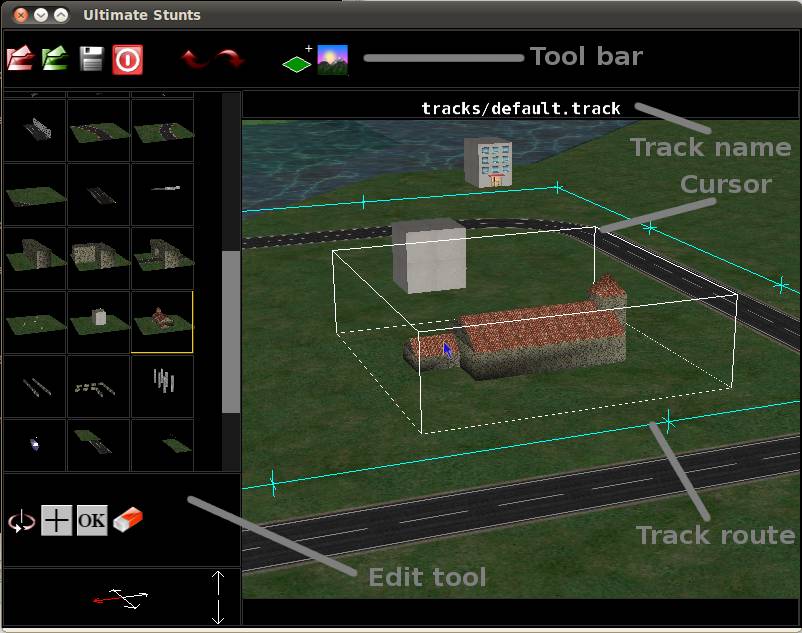 Ultimate Stunts
Tool bar
tracks/default.track
Track name
Cursor
OK
Track route
Edit tool